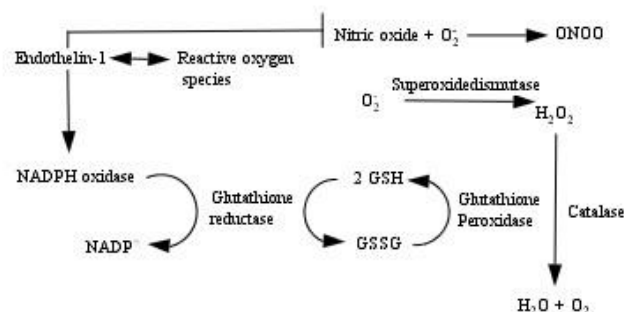 Nitric oxide + O₂⁻ ONOO
Endothelin-1 Reactive oxygen
species
Superoxidedismutase
O₂⁻
H₂O₂
NADPH oxidase 2 GSH
Glutathione Glutathione
reductase Peroxidase Catalase
NADP GSSG
H₂O + O₂